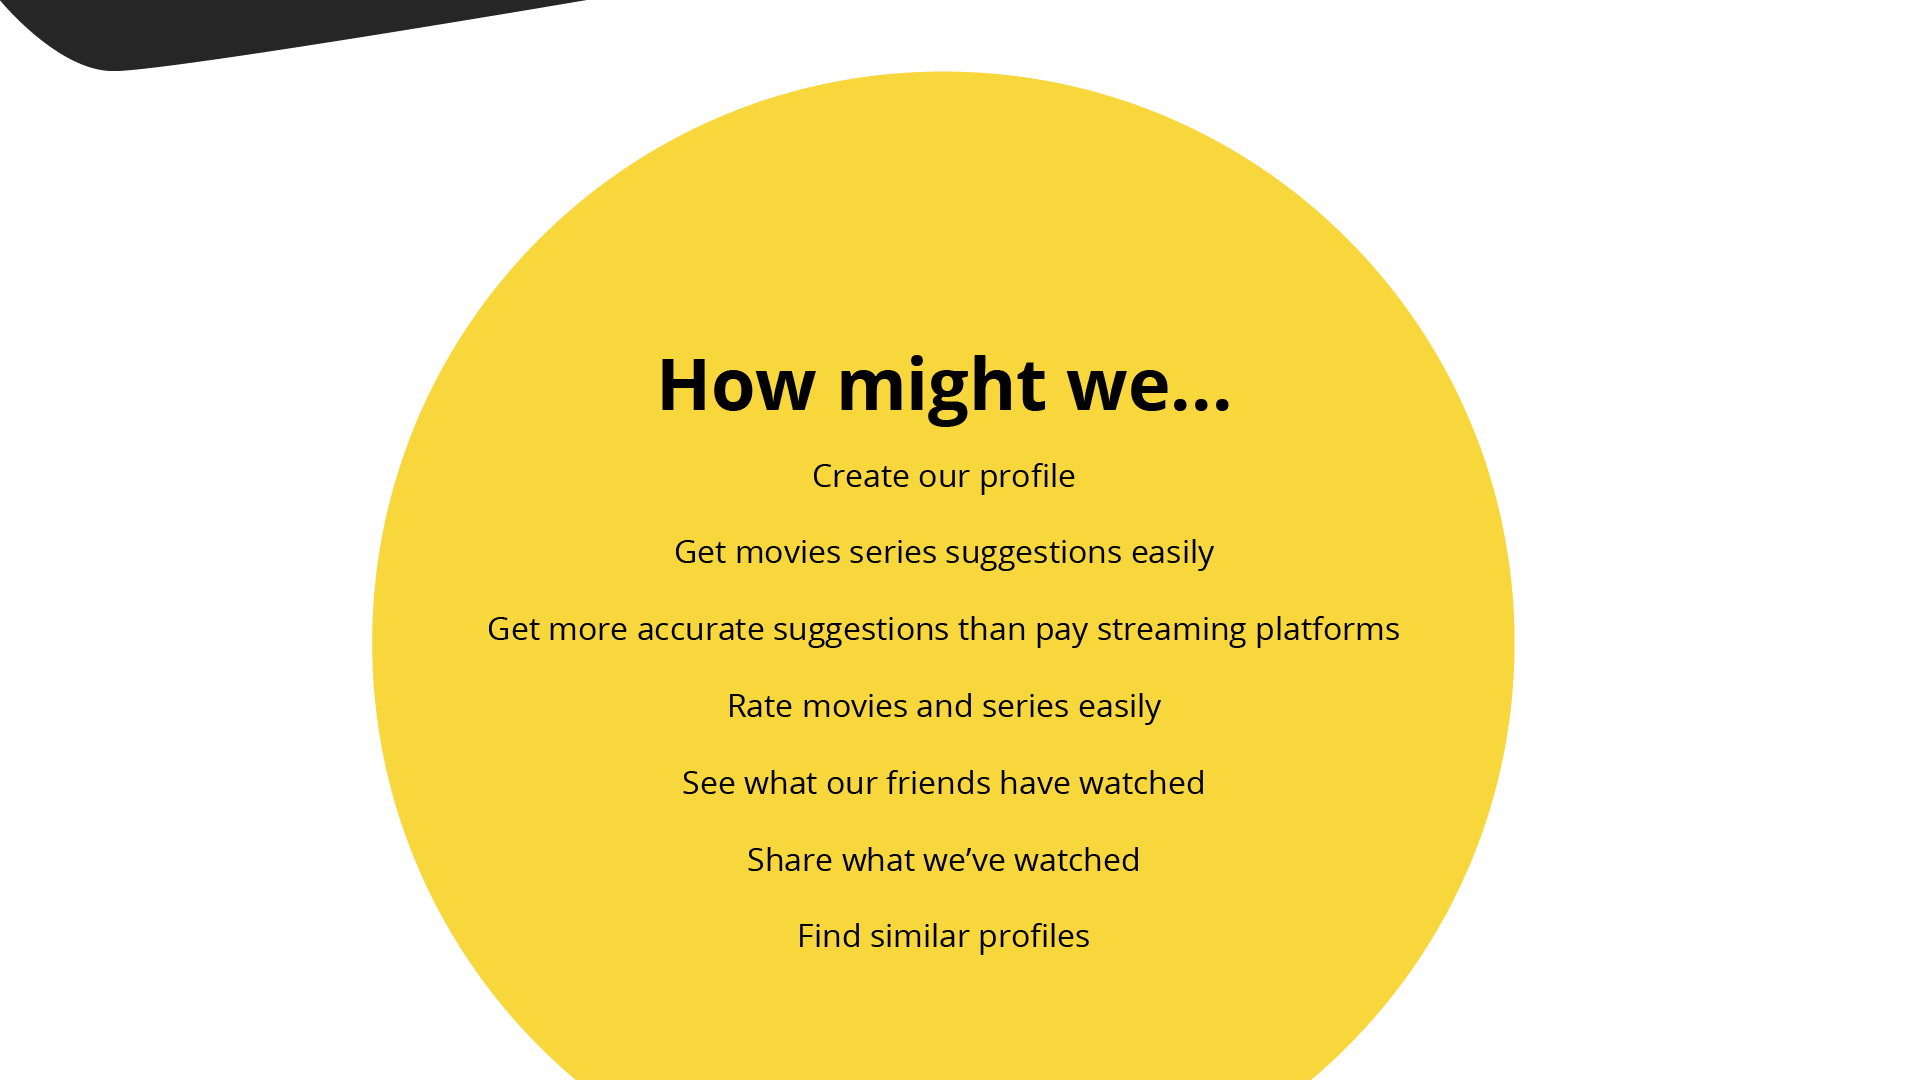 How might we...
Create our profile
Get movies series suggestions easily
Get more accurate suggestions than pay streaming platforms
Rate movies and series easily
See what our friends have watched
Share what we’ve watched
Find similar profiles